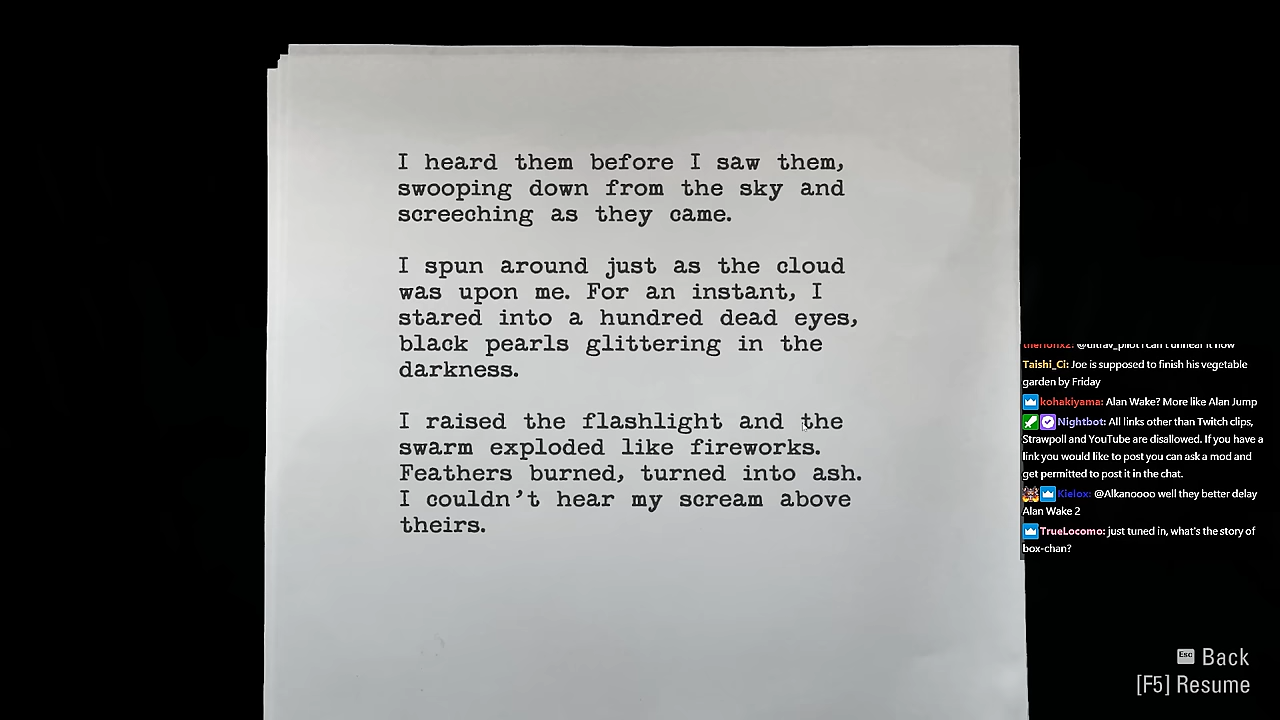 I heard them before I saw them,
swooping down from the sky and
screeching as they came.
I spun around just as the cloud
was upon me. For an instant, I
stared into a hundred dead eyes,
black pearls glittering in the
darkness.
I raised the flashlight and the
swarm exploded like fireworks.
Feathers burned, turned into ash.
I couldn't hear my scream above
theirs.
Taishi_Ci: Joe is supposed to finish his vegetable
garden by Friday
kohakiyama: Alan Wake? More like Alan Jump
Nightbot: All links other than Twitch clips,
Strawpoll and YouTube are disallowed. If you have a
link you would like to post you can ask a mod and
get permitted to post it in the chat.
Kielox: @Alkanoooo well they better delay
Alan Wake 2
TrueLocomo: just tuned in, what's the story of
box-chan?
Esc Back
[F5] Resume